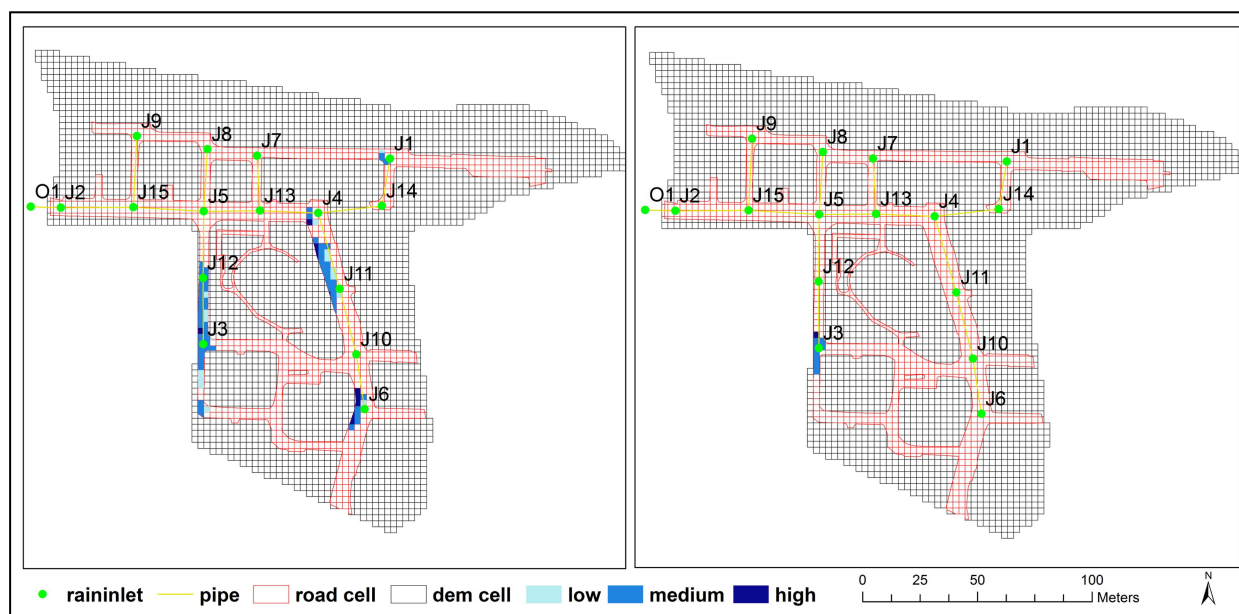 J9
J8
J7
J1
O1 J2
J15
J5
J13
J4
J14
J12
J11
J3
J10
J6
J9
J8
J7
J1
O1 J2
J15
J5
J13
J4
J14
J12
J11
J3
J10
J6
raininlet pipe road cell dem cell low medium high
0 25 50 100
Meters
N